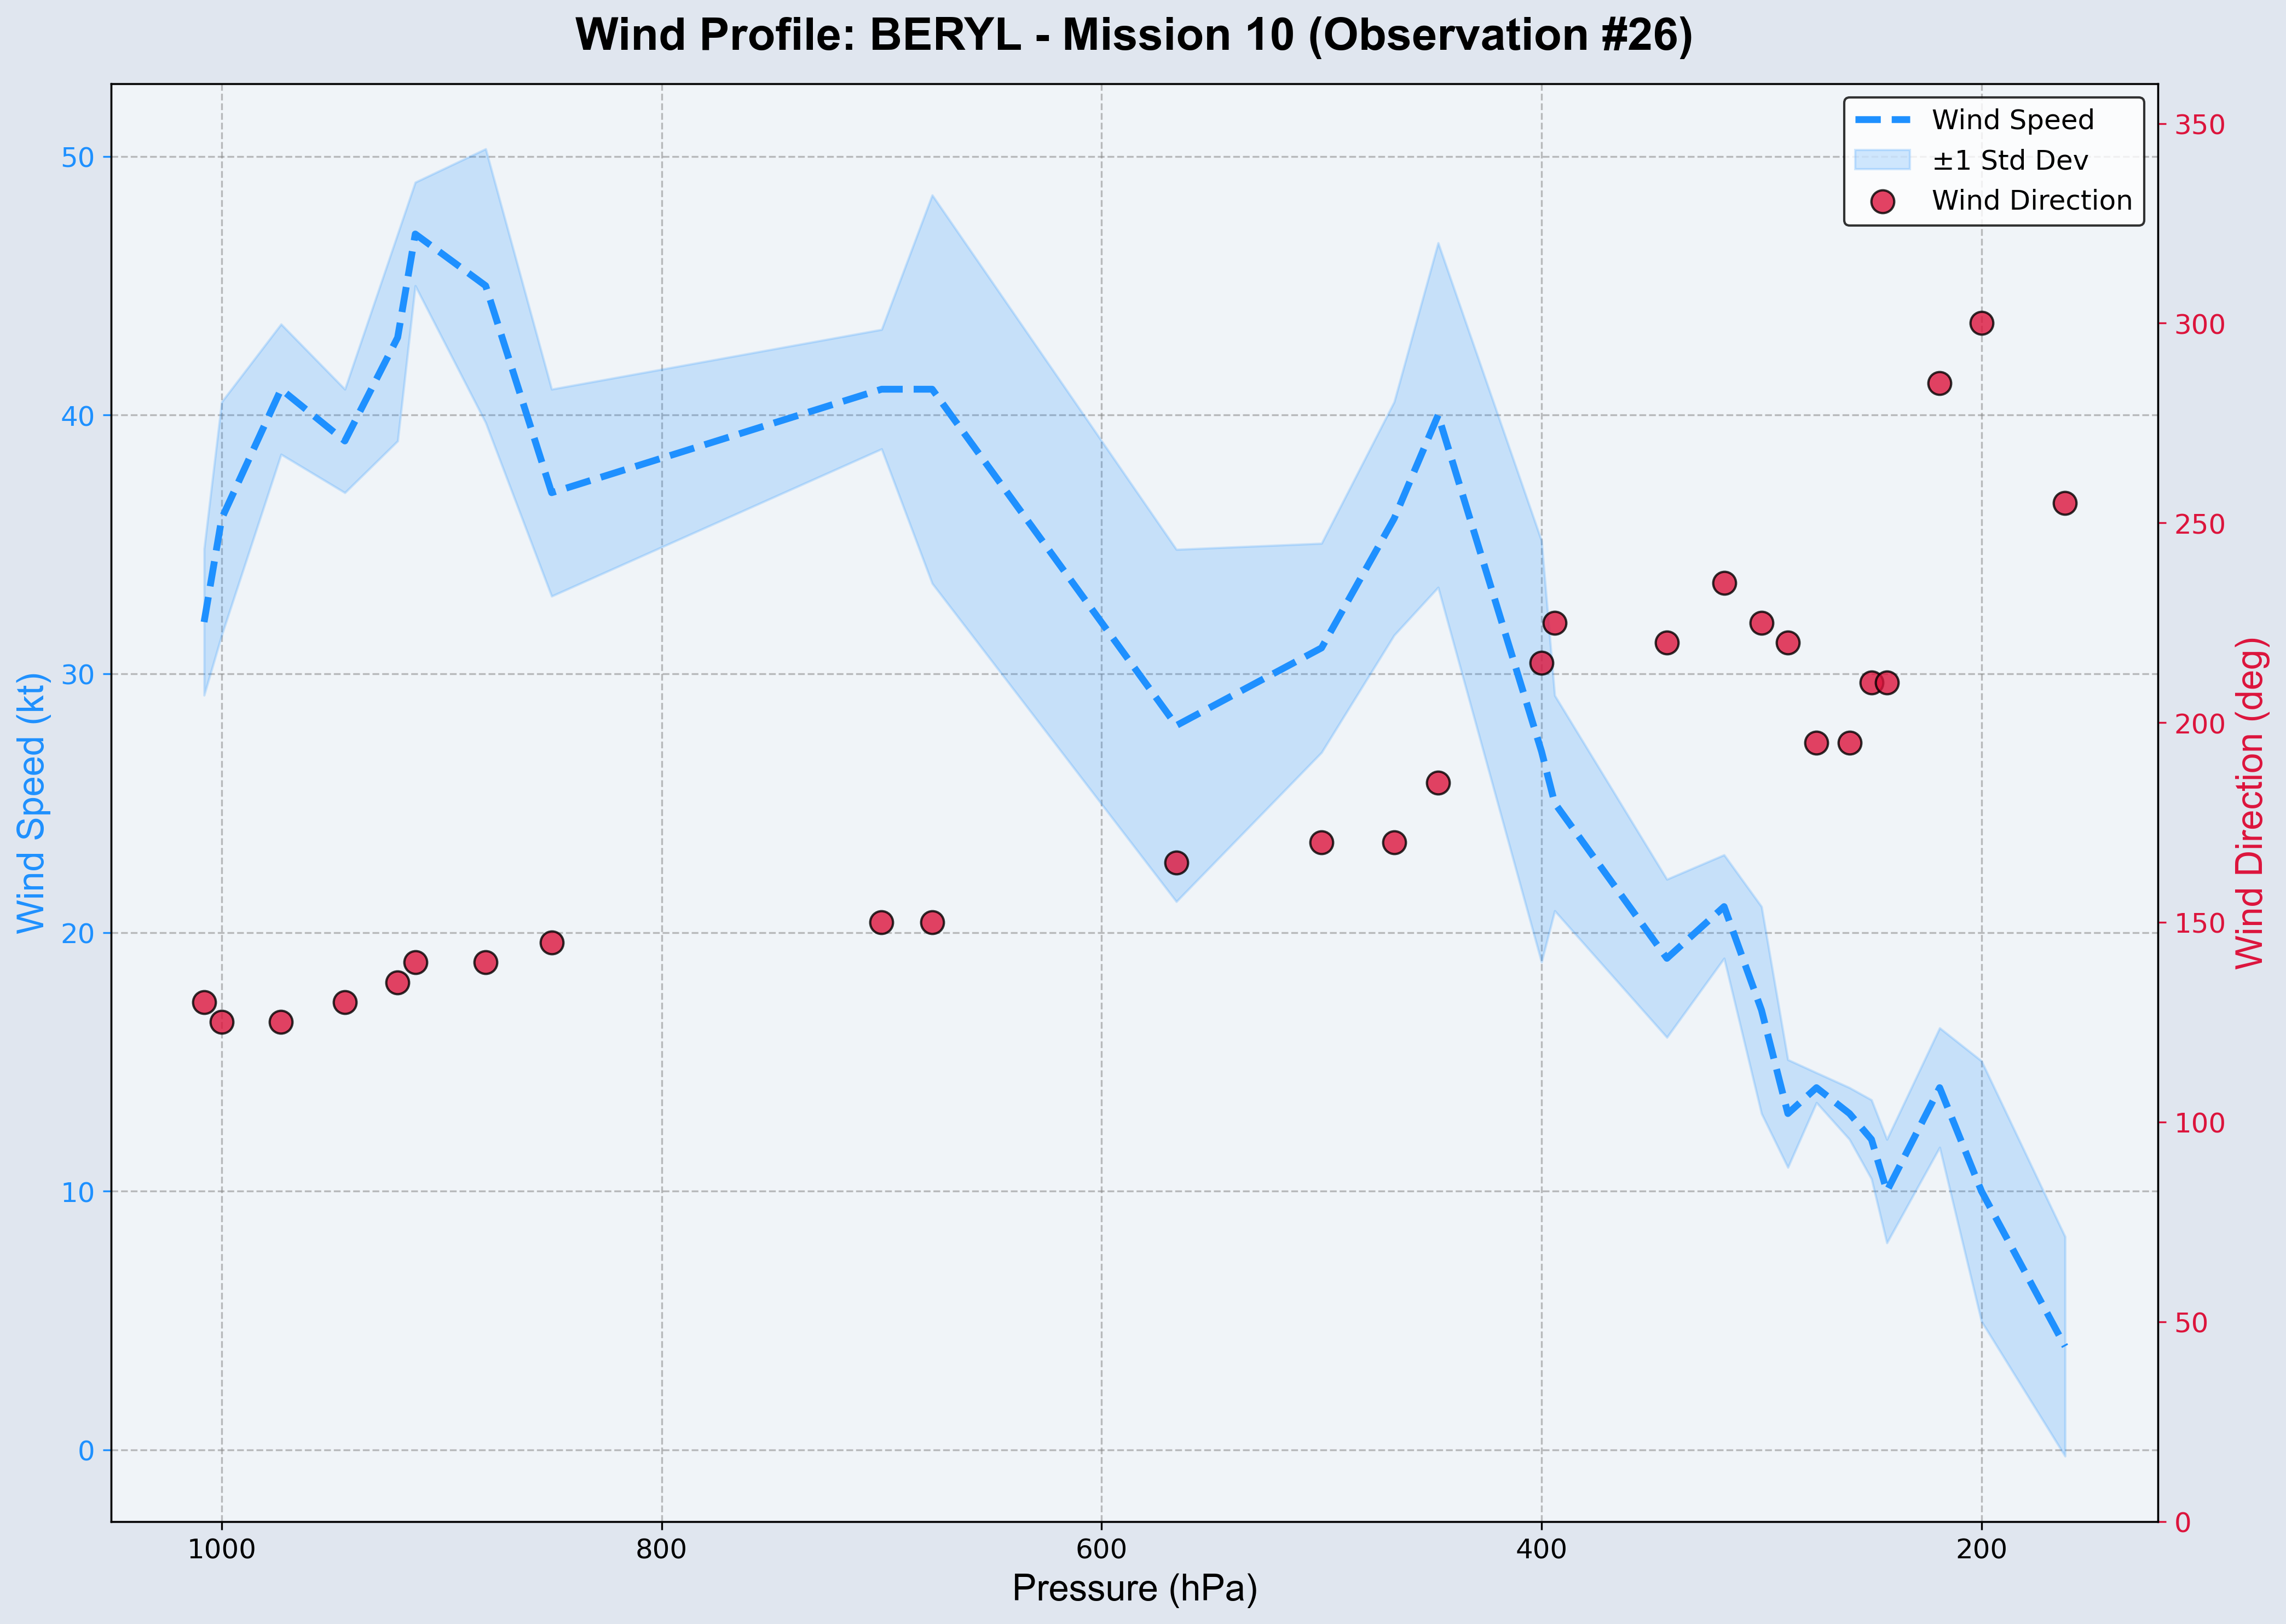 Wind Profile: BERYL - Mission 10 (Observation #26)
Wind Speed
±1 Std Dev
Wind Direction
Wind Speed (kt)
50
40
30
20
10
0
350
300
250
200
150
100
50
0
Wind Direction (deg)
1000 800 600 400 200
Pressure (hPa)